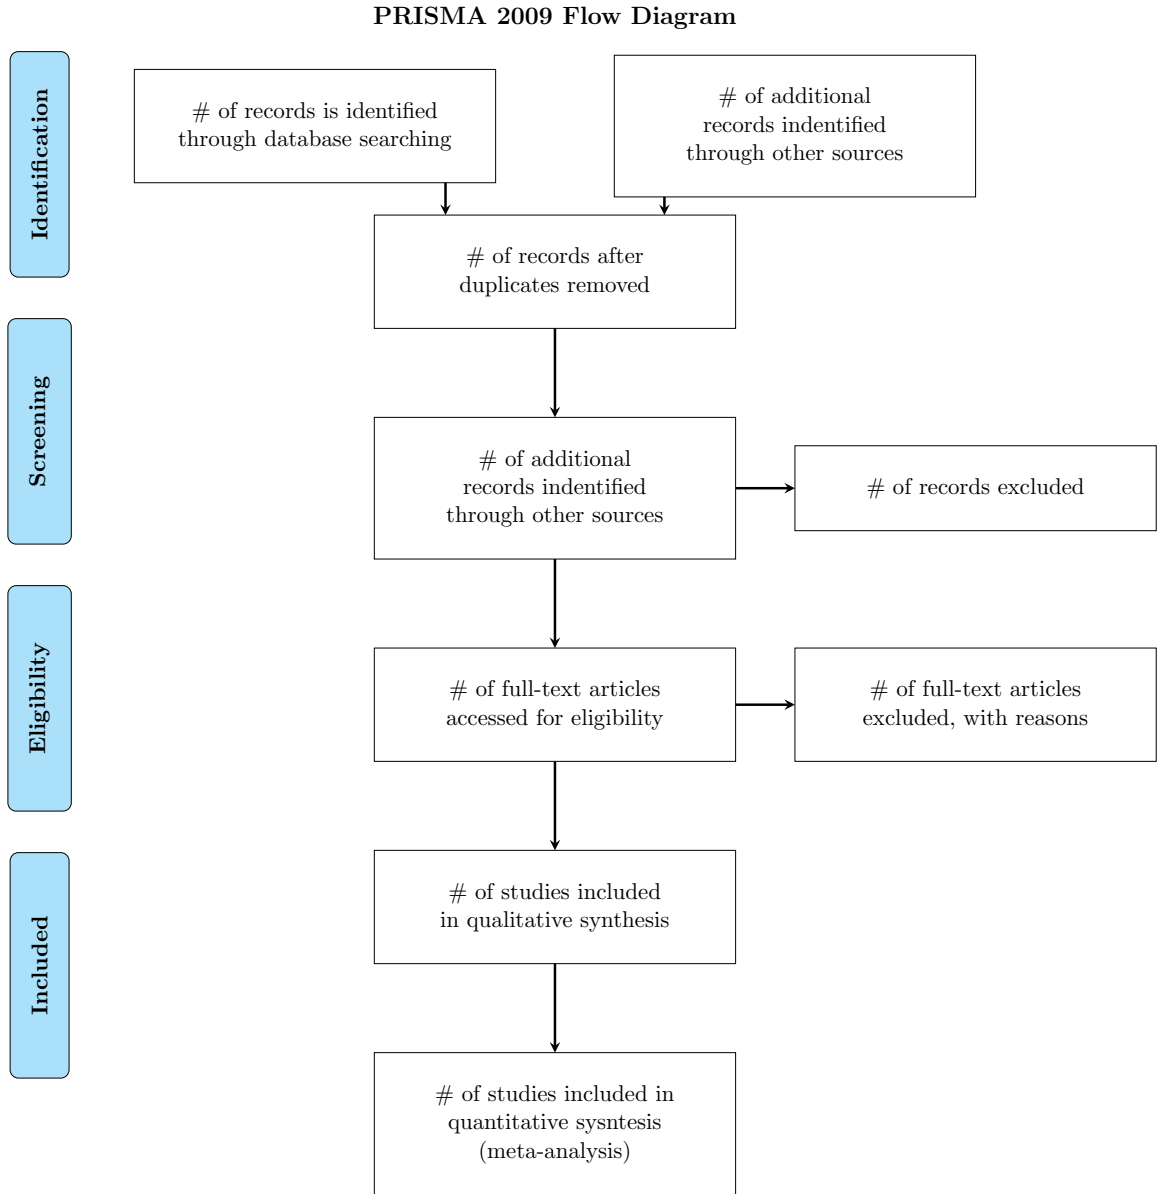 PRISMA 2009 Flow Diagram
Identification
# of records is identified
through database searching
# of additional
records indentified
through other sources
# of records after
duplicates removed
Screening
# of additional
records indentified
through other sources
# of records excluded
Eligibility
# of full-text articles
accessed for eligibility
# of full-text articles
excluded, with reasons
Included
# of studies included
in qualitative synthesis
# of studies included in
quantitative sysntesis
(meta-analysis)